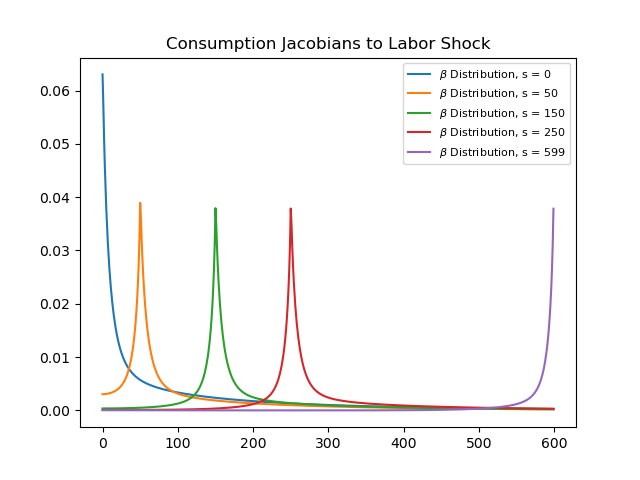 Consumption Jacobians to Labor Shock
β Distribution, s = 0
β Distribution, s = 50
β Distribution, s = 150
β Distribution, s = 250
β Distribution, s = 599
0.06
0.05
0.04
0.03
0.02
0.01
0.00
0 100 200 300 400 500 600